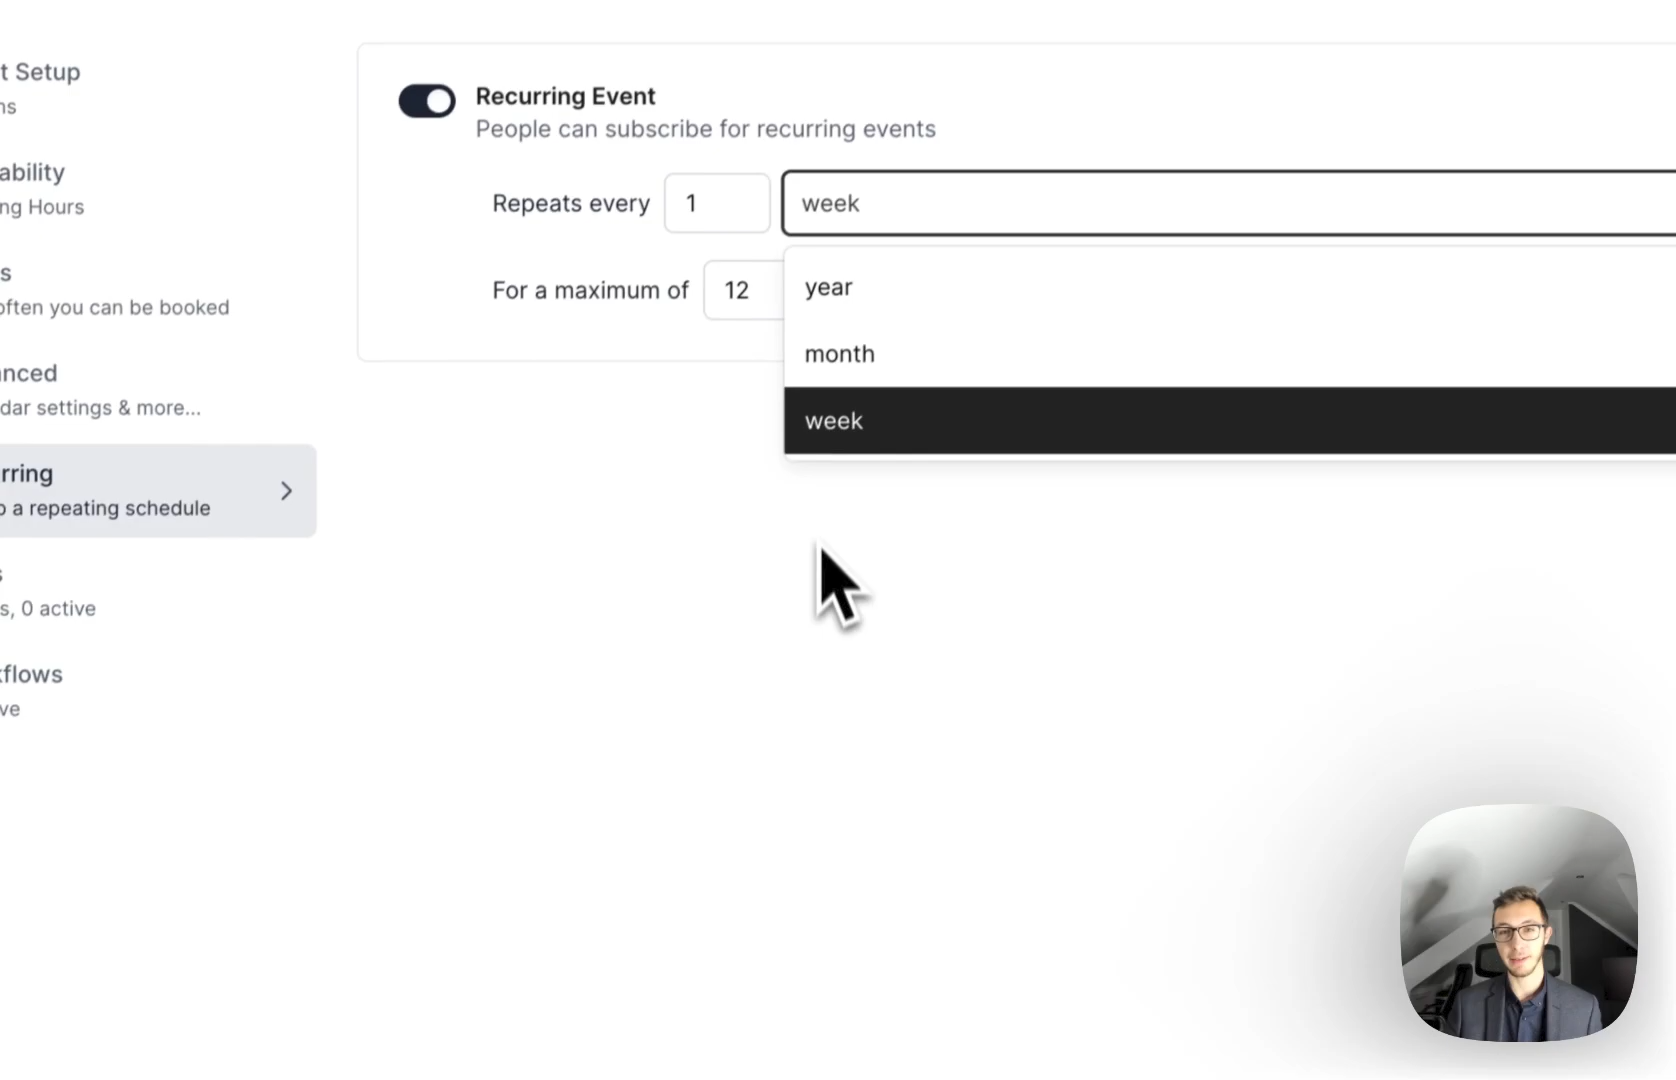 t Setup
ns
ability
ng Hours
s
often you can be booked
anced
dar settings & more...
rring
o a repeating schedule
s
s, 0 active
kflows
ve
Recurring Event
People can subscribe for recurring events
Repeats every 1 week
For a maximum of 12
year
month
week